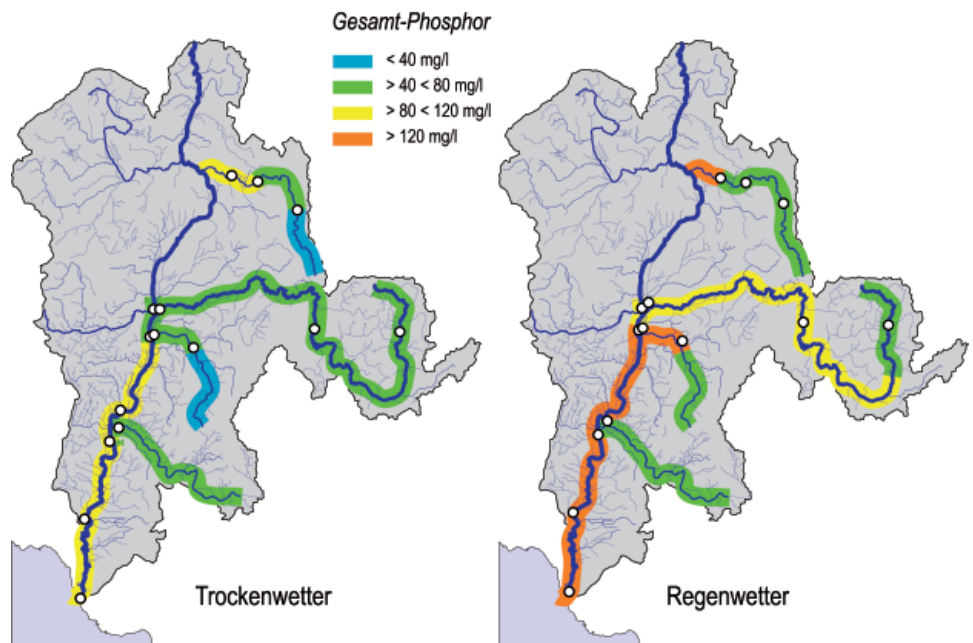 Gesamt-Phosphor
< 40 mg/l
> 40 < 80 mg/l
> 80 < 120 mg/l
> 120 mg/l
Trockenwetter
Regenwetter